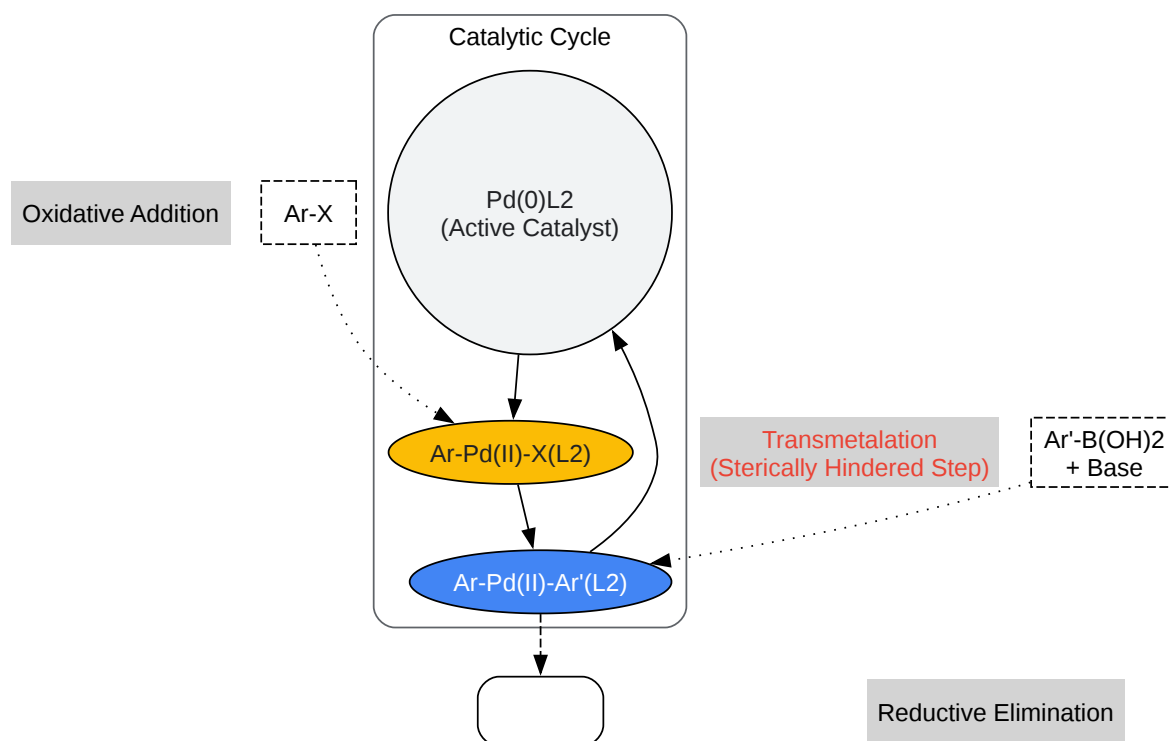 Catalytic Cycle
Pd(0)L2
(Active Catalyst)
Oxidative Addition
Ar-X
Ar-Pd(II)-X(L2)
Transmetalation
(Sterically Hindered Step)
Ar'-B(OH)2
+ Base
Ar-Pd(II)-Ar'(L2)
Reductive Elimination